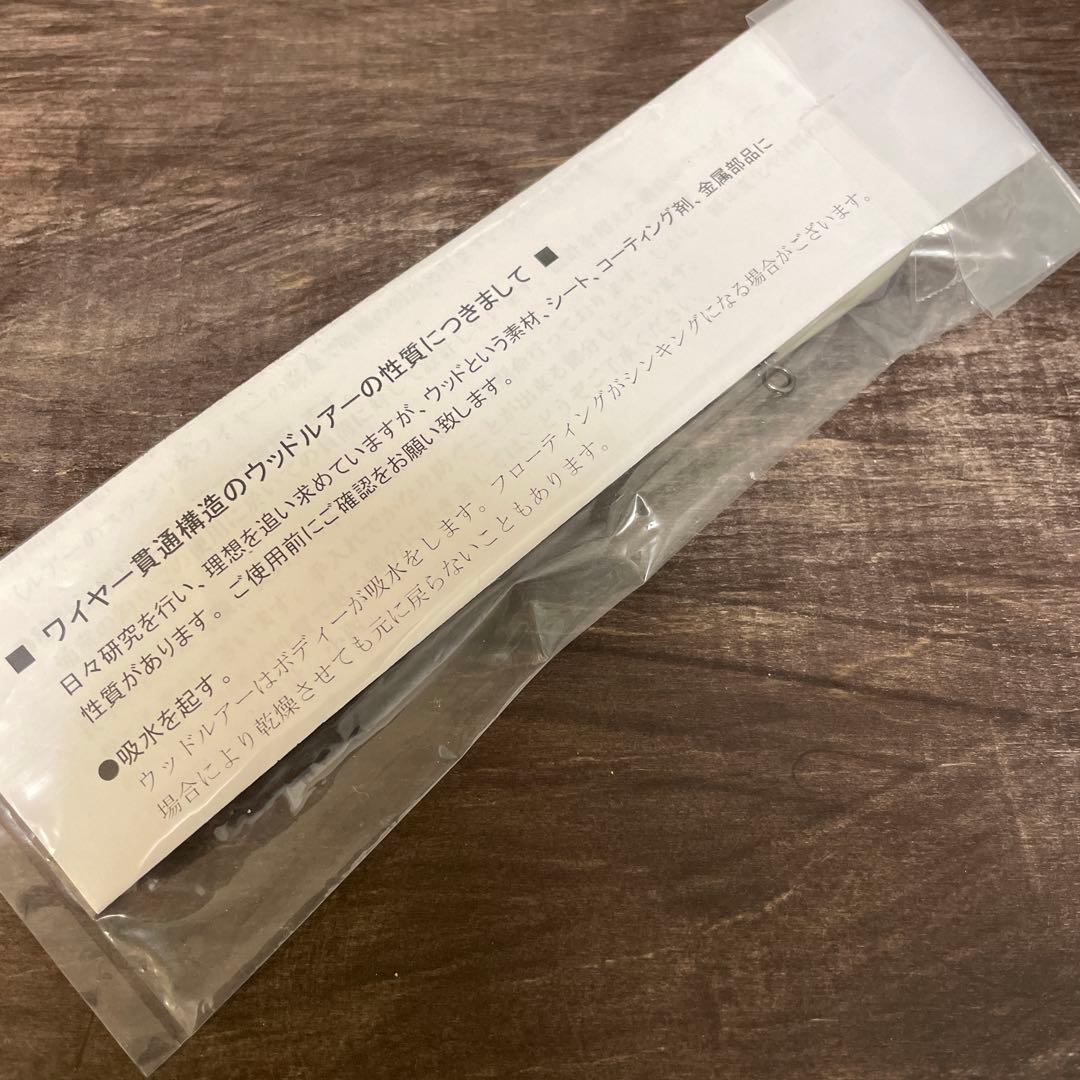 ■ ワイヤー貫通構造のウッドルアーの性質につきまして ■
日々研究を行い、理想を追い求めていますが、ウッドという素材、シート、コーティング剤、金属部品に
性質があります。ご使用前にご確認をお願い致します。
●吸水を起す。
ウッドルアーはボディーが吸水をします。フローティングがシンキングになる場合がございます。
場合により乾燥させても元に戻らないこともあります。